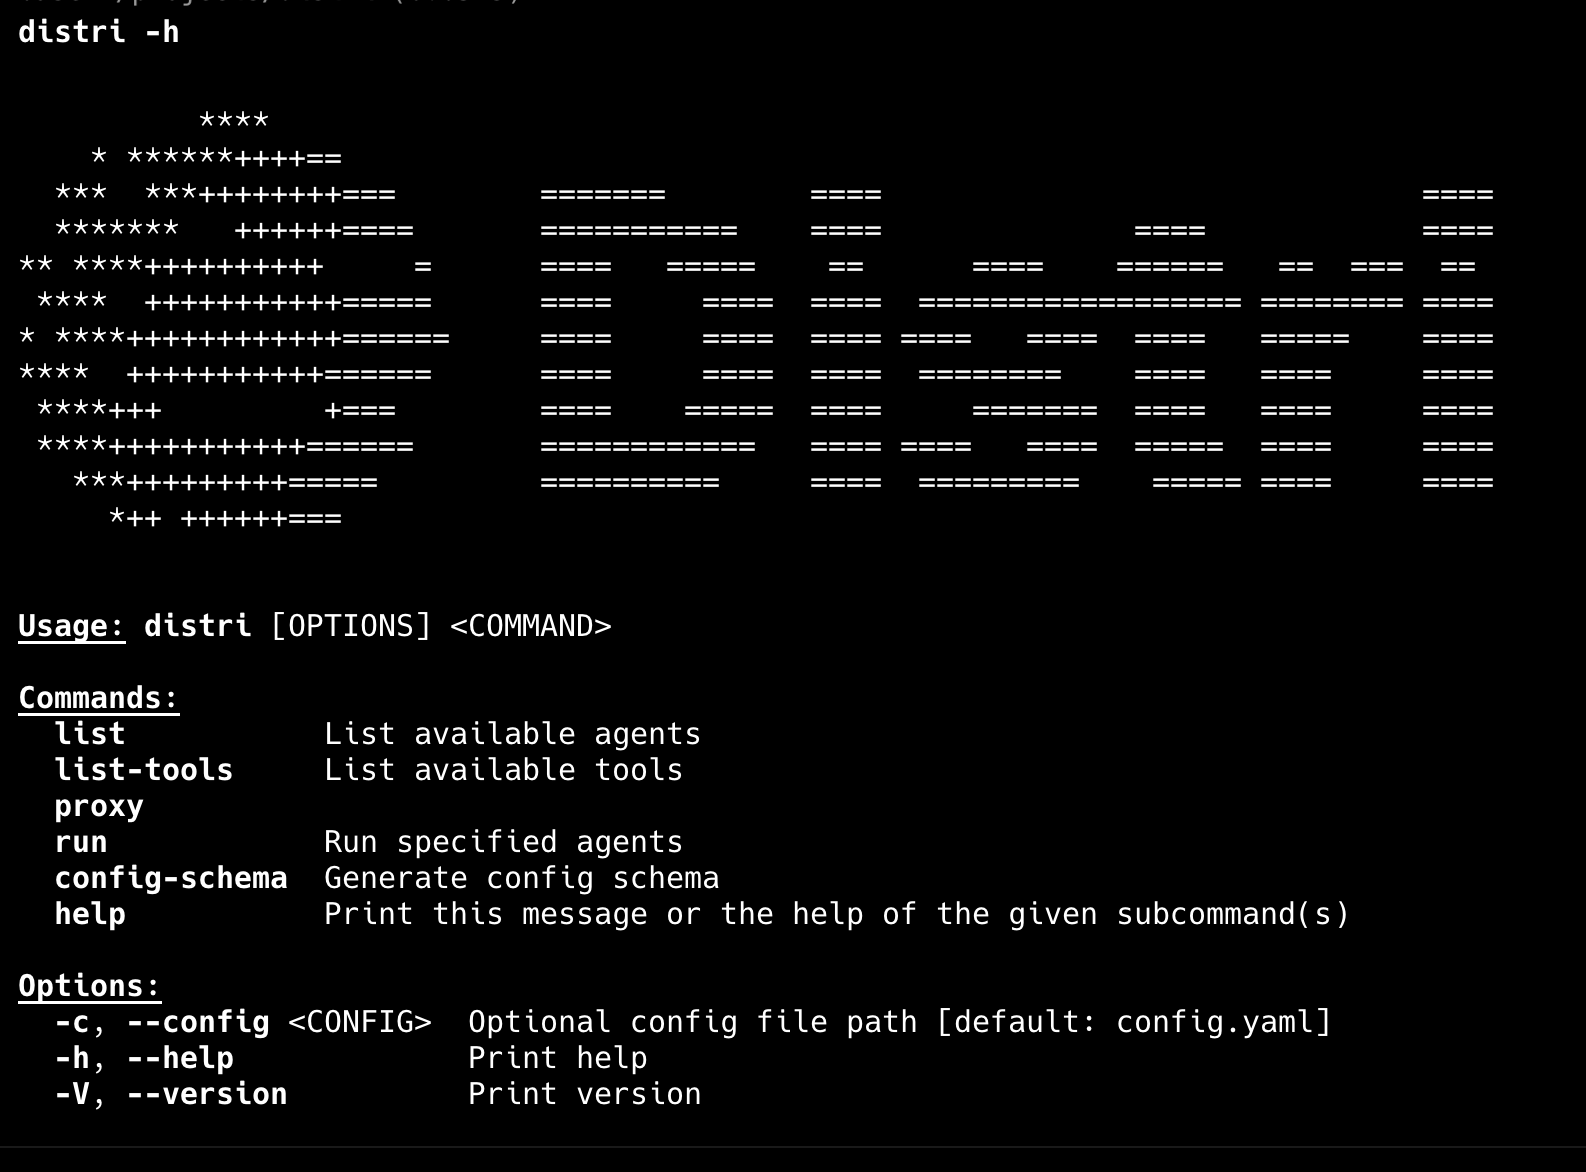 distri -h
           ****
    * ******++++==
  ***  ***++++++++===        =======        ====                              ====
  *******   ++++++====       ===========    ====              ====            ====
** ****++++++++++     =      ====   =====    ==      ====    ======   ==  ===  ==
 ****  +++++++++++=====      ====     ====  ====  ================== ======== ====
* ****++++++++++++======     ====     ====  ==== ====   ====  ====   =====    ====
****  +++++++++++======      ====     ====  ====  ========    ====   ====     ====
 ****+++         +===        ====    =====  ====     =======  ====   ====     ====
 ****+++++++++++======       ============   ==== ====   ====  =====  ====     ====
   ***+++++++++=====         ==========     ====  =========    ===== ====     ====
     *++ ++++++===
Usage: distri [OPTIONS] <COMMAND>
Commands:
  list           List available agents
  list-tools     List available tools
  proxy
  run            Run specified agents
  config-schema  Generate config schema
  help           Print this message or the help of the given subcommand(s)
Options:
  -c, --config <CONFIG>  Optional config file path [default: config.yaml]
  -h, --help             Print help
  -V, --version          Print version